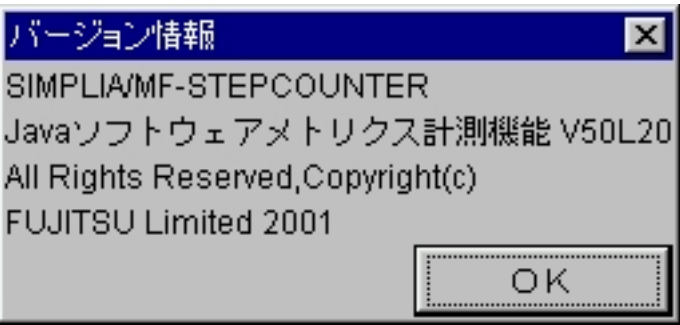 バージョン情報
SIMPLIA/MF-STEPCOUNTER
Javaソフトウェアメトリクス計測機能 V50L20
All Rights Reserved,Copyright(c)
FUJITSU Limited 2001
OK